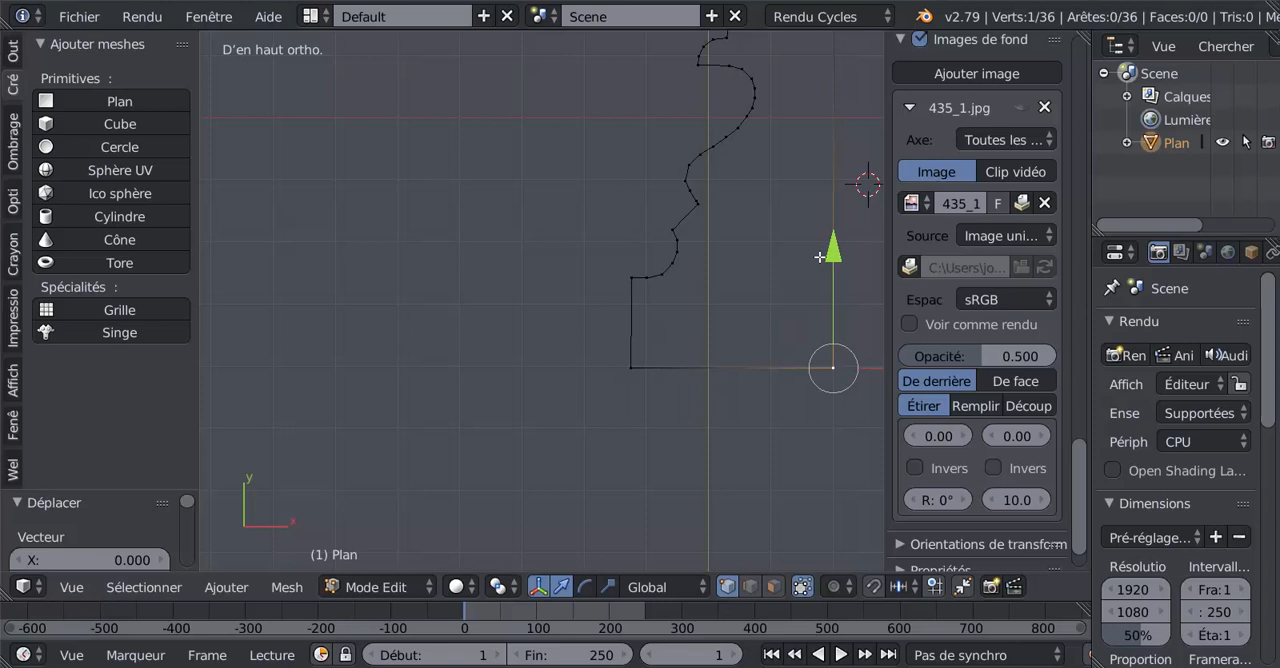 Fichier Rendu Fenêtre Aide Default Scene Rendu Cycles v2.79 | Verts:1/36 | Arêtes:0/36 | Faces:0/0 | Tris:0 |
Ajouter meshes
Primitives :
Plan
Cube
Cercle
Sphère UV
Ico sphère
Cylindre
Cône
Tore
Spécialités :
Grille
Singe
Out
Cré
Ombrage
Opti
Crayon
Impressio
Affich
Fenê
Wel
Déplacer
Vecteur
X: 0.000
D'en haut ortho.
y
x
(1) Plan
Images de fond
Ajouter image
435_1.jpg
Axe: Toutes les ...
Image Clip vidéo
435_1 F
Source Image uni...
C:\Users\jo...
Espac sRGB
Voir comme rendu
Opacité: 0.500
De derrière De face
Étirer Remplir Découp
0.00 0.00
Invers Invers
R: 0° 10.0
Orientations de transform
Propriétés
Vue Chercher
Scene
Calques
Lumière
Plan
Scene
Rendu
Ren Ani Audi
Affich Éditeur
Ense Supportées
Périph CPU
Open Shading La...
Dimensions
Pré-réglage...
Résolutio Intervall
1920 Fra:1
1080 : 250
50% Éta:1
Proportion Framera
Vue Sélectionner Ajouter Mesh Mode Edit Global
-600 -500 -400 -300 -200 -100 0 100 200 300 400 500 600 700 800
Vue Marqueur Frame Lecture Début: 1 Fin: 250 1 Pas de synchro